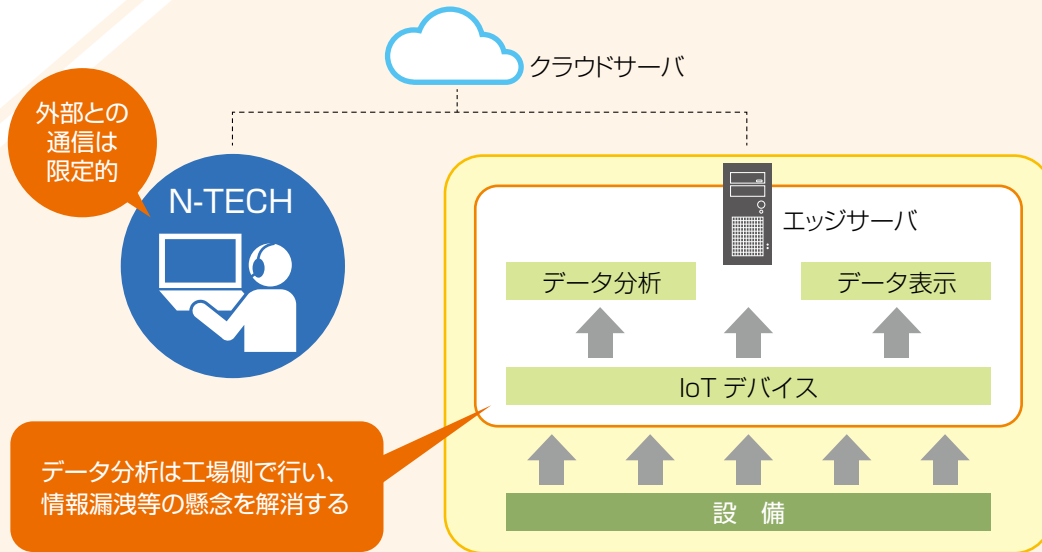 クラウドサーバ
外部との
通信は
限定的
N-TECH
エッジサーバ
データ分析
データ表示
IoT デバイス
データ分析は工場側で行い、
情報漏洩等の懸念を解消する
設 備